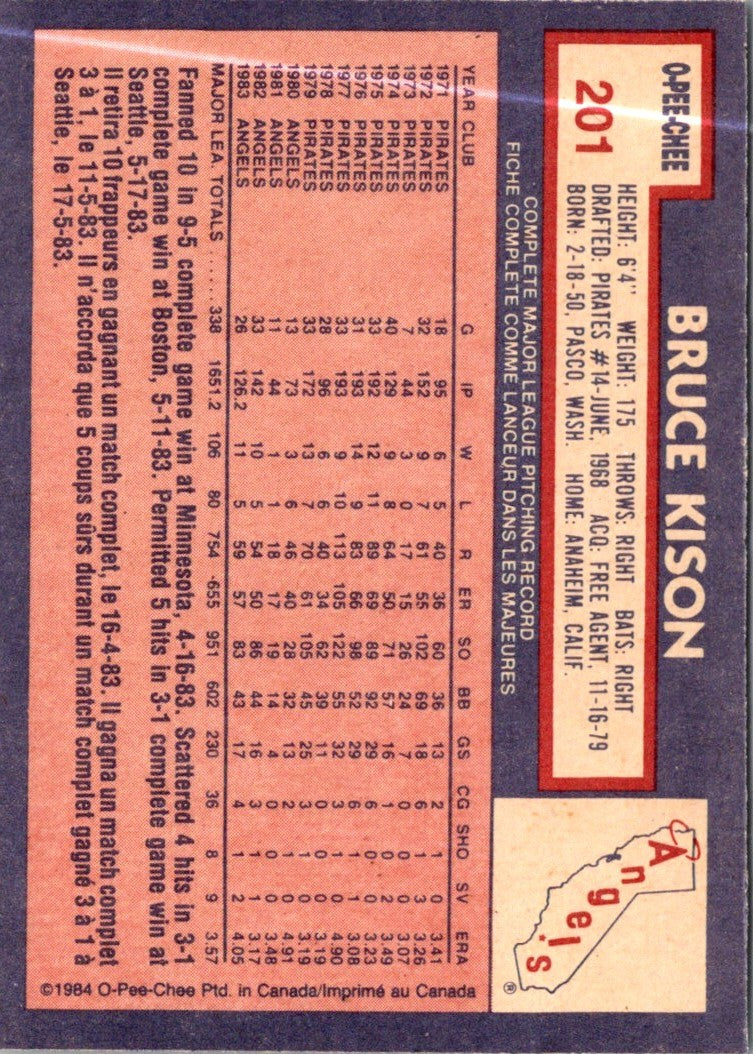 O-PEE-CHEE
201
BRUCE KISON
HEIGHT: 6'4" WEIGHT: 175 THROWS: RIGHT BATS: RIGHT
DRAFTED: PIRATES #14-JUNE, 1968 ACQ: FREE AGENT, 11-16-79
BORN: 2-18-50, PASCO, WASH. HOME: ANAHEIM, CALIF.
Angels
®
COMPLETE MAJOR LEAGUE PITCHING RECORD
FICHE COMPLETE COMME LANCEUR DANS LES MAJEURES
YEAR CLUB G IP W L R ER SO BB GS CG SHO SV ERA
1971 PIRATES 18 95 6 5 40 36 60 36 13 2 1 0 3.41
1972 PIRATES 32 152 9 7 61 55 102 69 18 6 1 3 3.26
1973 PIRATES 7 44 3 0 17 15 26 24 7 0 0 0 3.07
1974 PIRATES 40 129 9 8 64 50 71 57 16 1 0 2 3.49
1975 PIRATES 33 192 12 11 89 69 89 92 29 6 0 0 3.23
1976 PIRATES 31 193 14 9 83 66 98 52 29 6 1 1 3.08
1977 PIRATES 33 193 9 10 113 105 122 55 32 3 1 0 4.90
1978 PIRATES 28 96 6 6 40 34 62 39 11 0 0 0 3.19
1979 PIRATES 33 172 13 7 70 61 105 45 25 3 1 0 3.19
1980 ANGELS 13 73 3 6 46 40 28 32 13 2 1 0 4.91
1981 ANGELS 11 44 1 1 18 17 19 14 4 0 0 0 3.48
1982 ANGELS 33 142 10 5 54 50 86 44 16 3 1 1 3.17
1983 ANGELS 26 126.2 11 5 59 57 83 43 17 4 1 2 4.05
MAJOR LEA. TOTALS ...... 338 1651.2 106 80 754 655 951 602 230 36 8 9 3.57
Fanned 10 in 9-5 complete game win at Minnesota, 4-16-83. Scattered 4 hits in 3-1
complete game win at Boston, 5-11-83. Permitted 5 hits in 3-1 complete game win at
Seattle, 5-17-83.
Il retira 10 frappeurs en gagnant un match complet, le 16-4-83. Il gagna un match complet
3 à 1, le 11-5-83. Il n'accorda que 5 coups sûrs durant un match complet gagné 3 à 1 à
Seattle, le 17-5-83.
©1984 O-Pee-Chee Ptd. in Canada/Imprimé au Canada